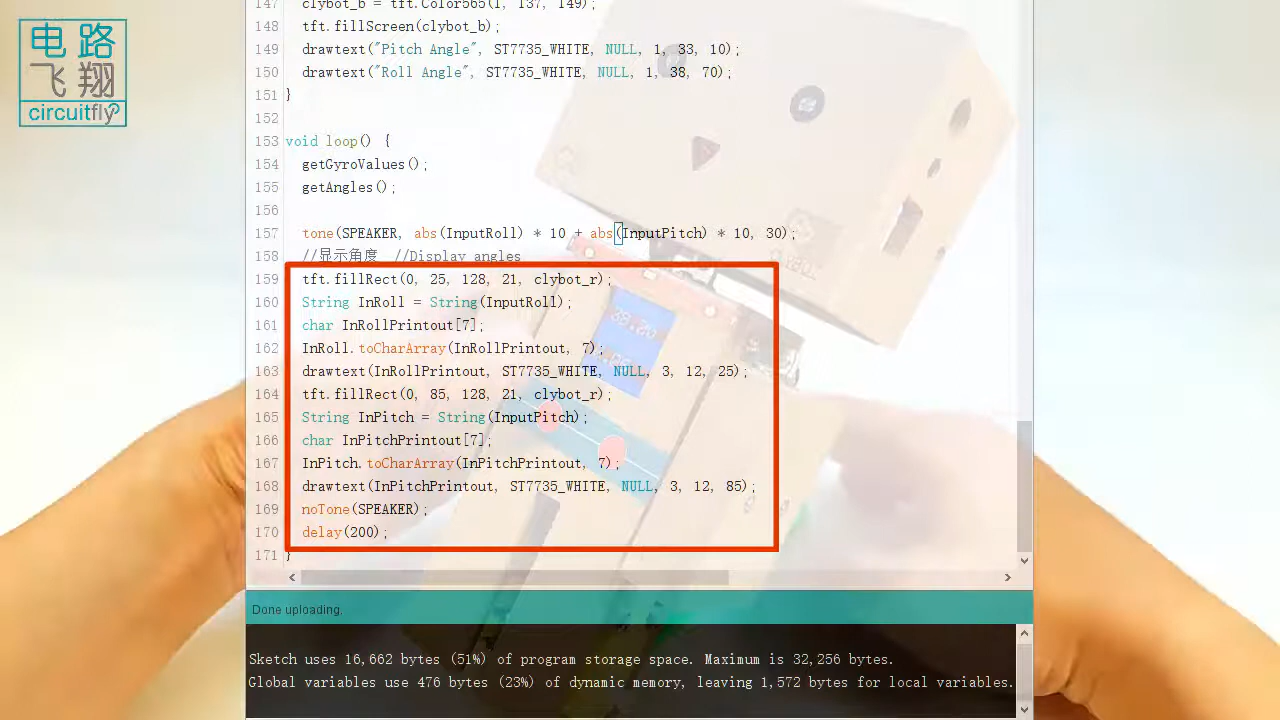 电路
飞翔
circuitfly
147 clybot_b = tft.Color565(1, 137, 149);
148 tft.fillScreen(clybot_b);
149 drawtext("Pitch Angle", ST7735_WHITE, NULL, 1, 33, 10);
150 drawtext("Roll Angle", ST7735_WHITE, NULL, 1, 38, 70);
151 }
152
153 void loop() {
154 getGyroValues();
155 getAngles();
156
157 tone(SPEAKER, abs(InputRoll) * 10 + abs(InputPitch) * 10, 30);
158 //显示角度 //Display angles
159 tft.fillRect(0, 25, 128, 21, clybot_r);
160 String InRoll = String(InputRoll);
161 char InRollPrintout[7];
162 InRoll.toCharArray(InRollPrintout, 7);
163 drawtext(InRollPrintout, ST7735_WHITE, NULL, 3, 12, 25);
164 tft.fillRect(0, 85, 128, 21, clybot_r);
165 String InPitch = String(InputPitch);
166 char InPitchPrintout[7];
167 InPitch.toCharArray(InPitchPrintout, 7);
168 drawtext(InPitchPrintout, ST7735_WHITE, NULL, 3, 12, 85);
169 noTone(SPEAKER);
170 delay(200);
171 }
Done uploading.
Sketch uses 16,662 bytes (51%) of program storage space. Maximum is 32,256 bytes.
Global variables use 476 bytes (23%) of dynamic memory, leaving 1,572 bytes for local variables.